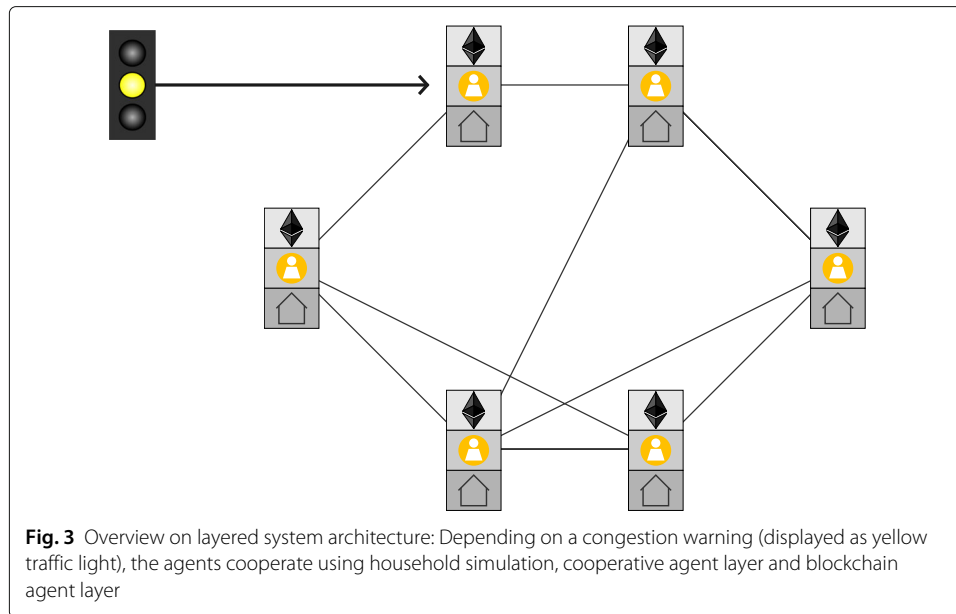 Fig. 3 Overview on layered system architecture: Depending on a congestion warning (displayed as yellow
traffic light), the agents cooperate using household simulation, cooperative agent layer and blockchain
agent layer